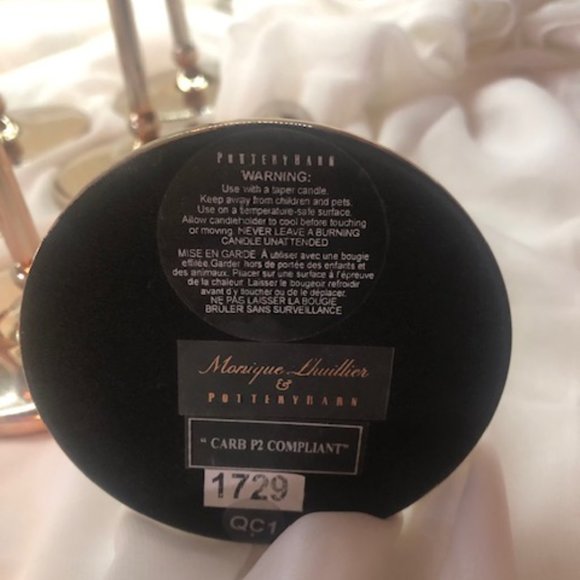 POTTERYBARN
WARNING:
Use with a taper candle.
Keep away from children and pets.
Use on a temperature-safe surface.
Allow candleholder to cool before touching
or moving. NEVER LEAVE A BURNING
CANDLE UNATTENDED
MISE EN GARDE À utiliser avec une bougie
effilée.Garder hors de portée des enfants et
des animaux. Placer sur une surface à l'épreuve
de la chaleur. Laisser le bougeoir refroidir
avant d'y toucher ou de le déplacer.
NE PAS LAISSER LA BOUGIE
BRÛLER SANS SURVEILLANCE
Monique Lhuillier
&
POTTERYBARN
"CARB P2 COMPLIANT"
1729
QC1